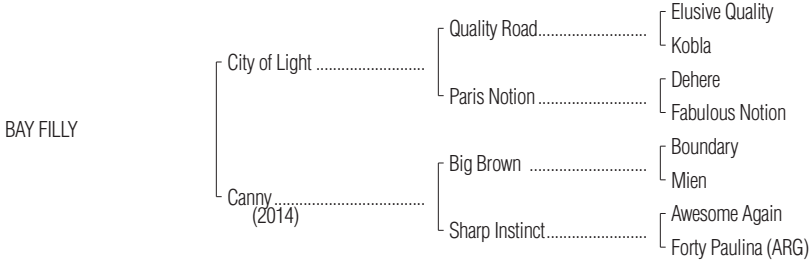 Elusive Quality
Quality Road..........................
Kobla
City of Light ..........................
Dehere
Paris Notion ..........................
Fabulous Notion
BAY FILLY
Boundary
Big Brown ............................
Mien
Canny....................................
(2014)
Awesome Again
Sharp Instinct........................
Forty Paulina (ARG)